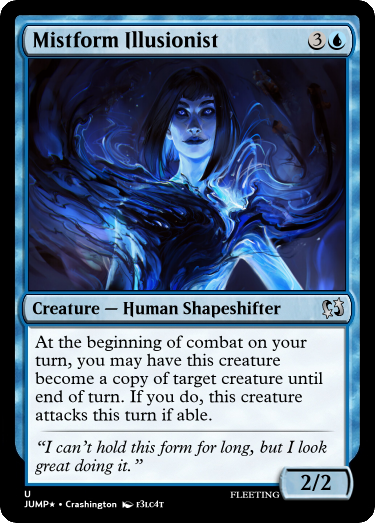 Mistform Illusionist 3
Creature — Human Shapeshifter
At the beginning of combat on your
turn, you may have this creature
become a copy of target creature until
end of turn. If you do, this creature
attacks this turn if able.
“I can’t hold this form for long, but I look
great doing it.”
2/2
U FLEETING
JUMP★ • Crashington r3lc4t